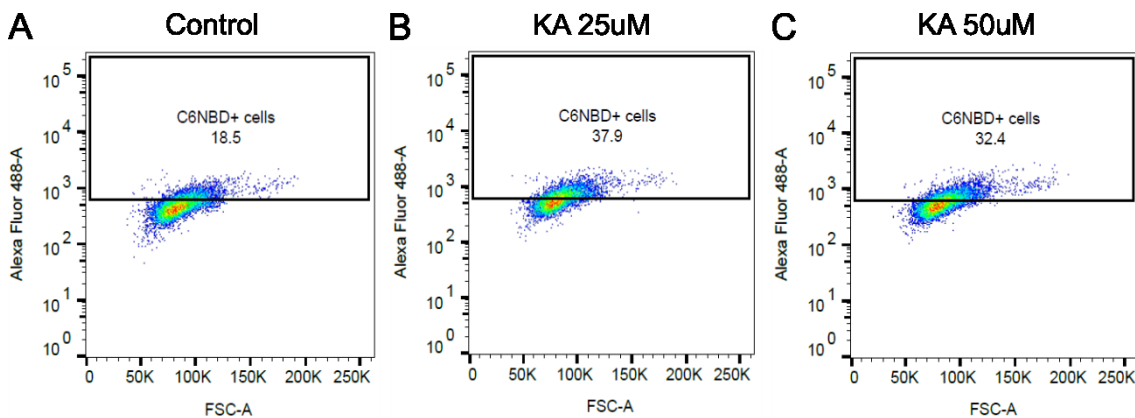 A
Control
Alexa Fluor 488-A
10^5
10^4
10^3
10^2
10^1
10^0
C6NBD+ cells
18.5
0 50K 100K 150K 200K 250K
FSC-A
B
KA 25uM
Alexa Fluor 488-A
10^5
10^4
10^3
10^2
10^1
10^0
C6NBD+ cells
37.9
0 50K 100K 150K 200K 250K
FSC-A
C
KA 50uM
Alexa Fluor 488-A
10^5
10^4
10^3
10^2
10^1
10^0
C6NBD+ cells
32.4
0 50K 100K 150K 200K 250K
FSC-A